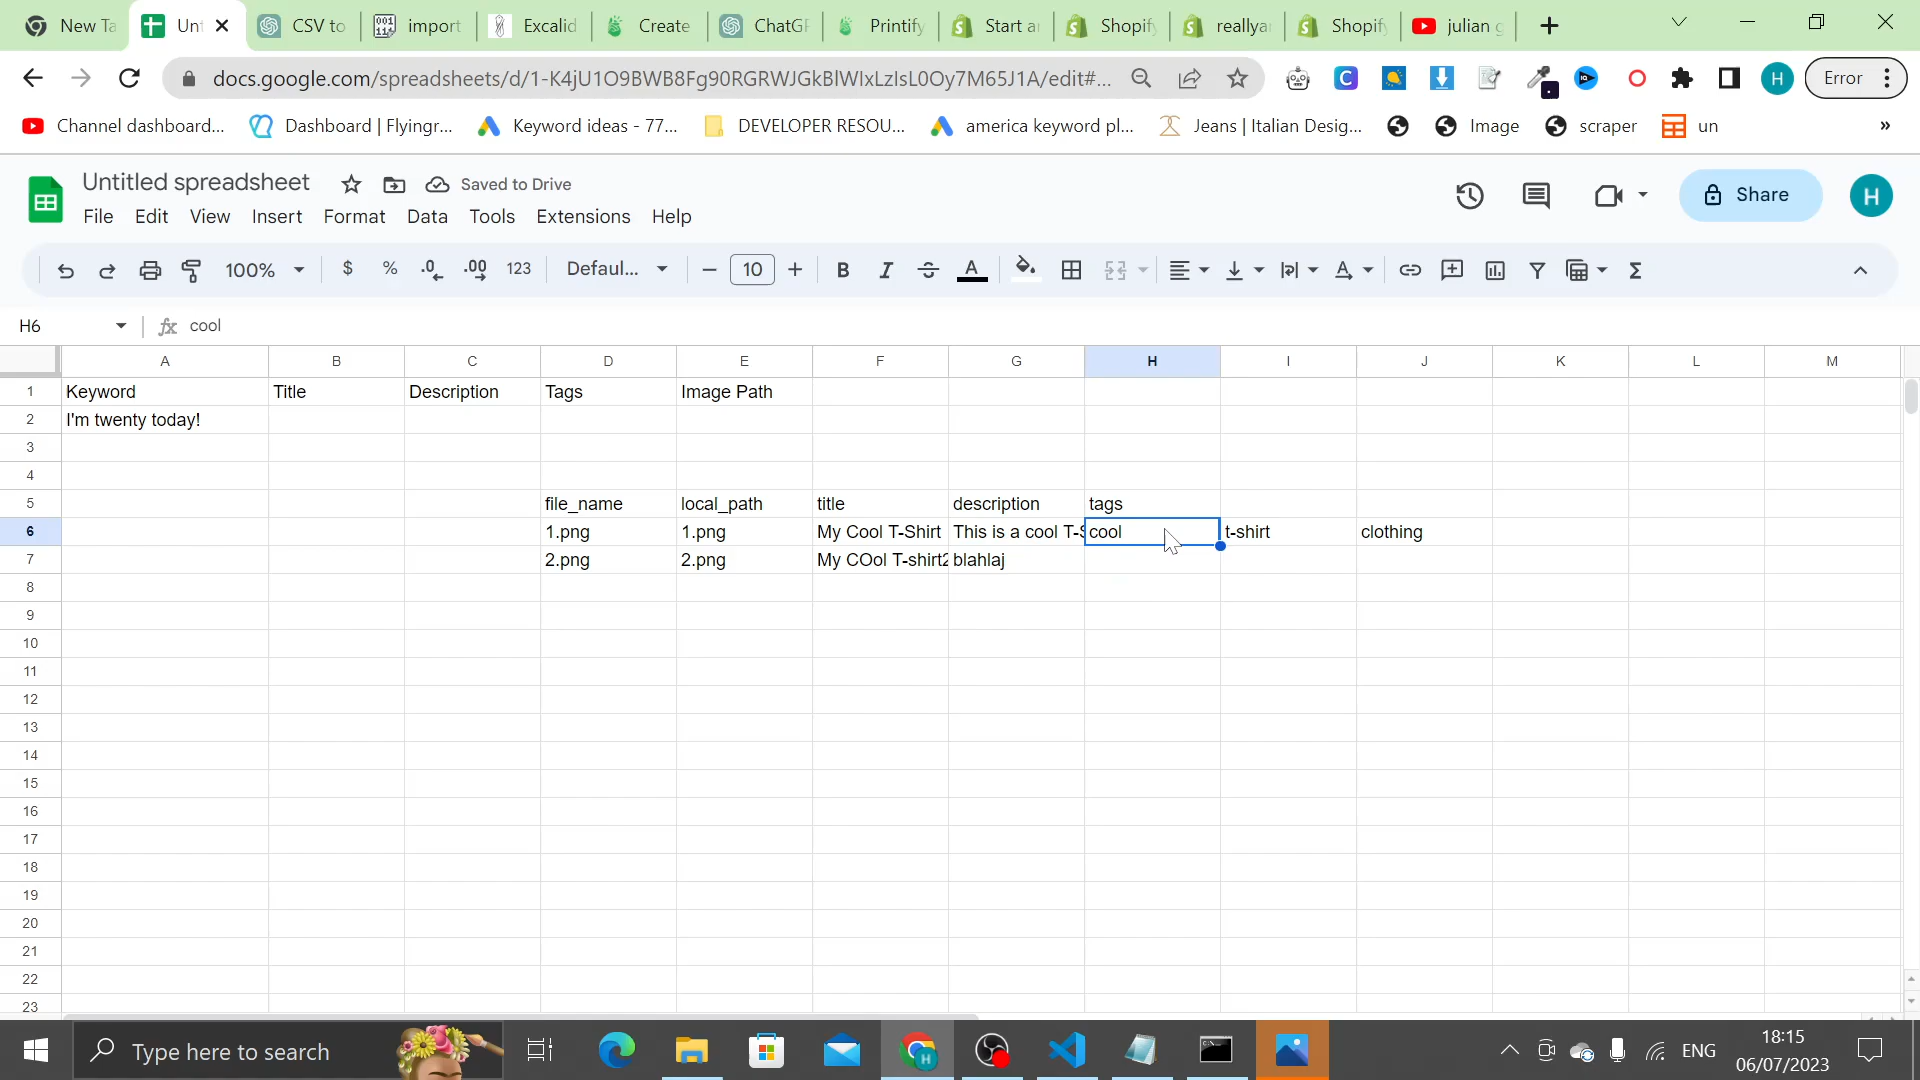 New Ta
Unt
CSV to
import
Excalid
Create
ChatGP
Printify
Start a
Shopify
reallya
Shopify
julian g
docs.google.com/spreadsheets/d/1-K4jU1O9BWB8Fg90RGRWJGkBlWIxLzIsL0Oy7M65J1A/edit#...
Error
Channel dashboard...
Dashboard | Flyingr...
Keyword ideas - 77...
DEVELOPER RESOU...
america keyword pl...
Jeans | Italian Desig...
Image
scraper
un
»
Untitled spreadsheet
Saved to Drive
File Edit View Insert Format Data Tools Extensions Help
Share
H
100%
$ % .0 .00 123
Defaul...
10
B I
H6
fx cool
A B C D E F G H I J K L M
1 Keyword Title Description Tags Image Path
2 I'm twenty today!
3
4
5 file_name local_path title description tags
6 1.png 1.png My Cool T-Shirt This is a cool T-S cool t-shirt clothing
7 2.png 2.png My COol T-shirt2 blahlaj
8
9
10
11
12
13
14
15
16
17
18
19
20
21
22
23
Type here to search
ENG
18:15
06/07/2023